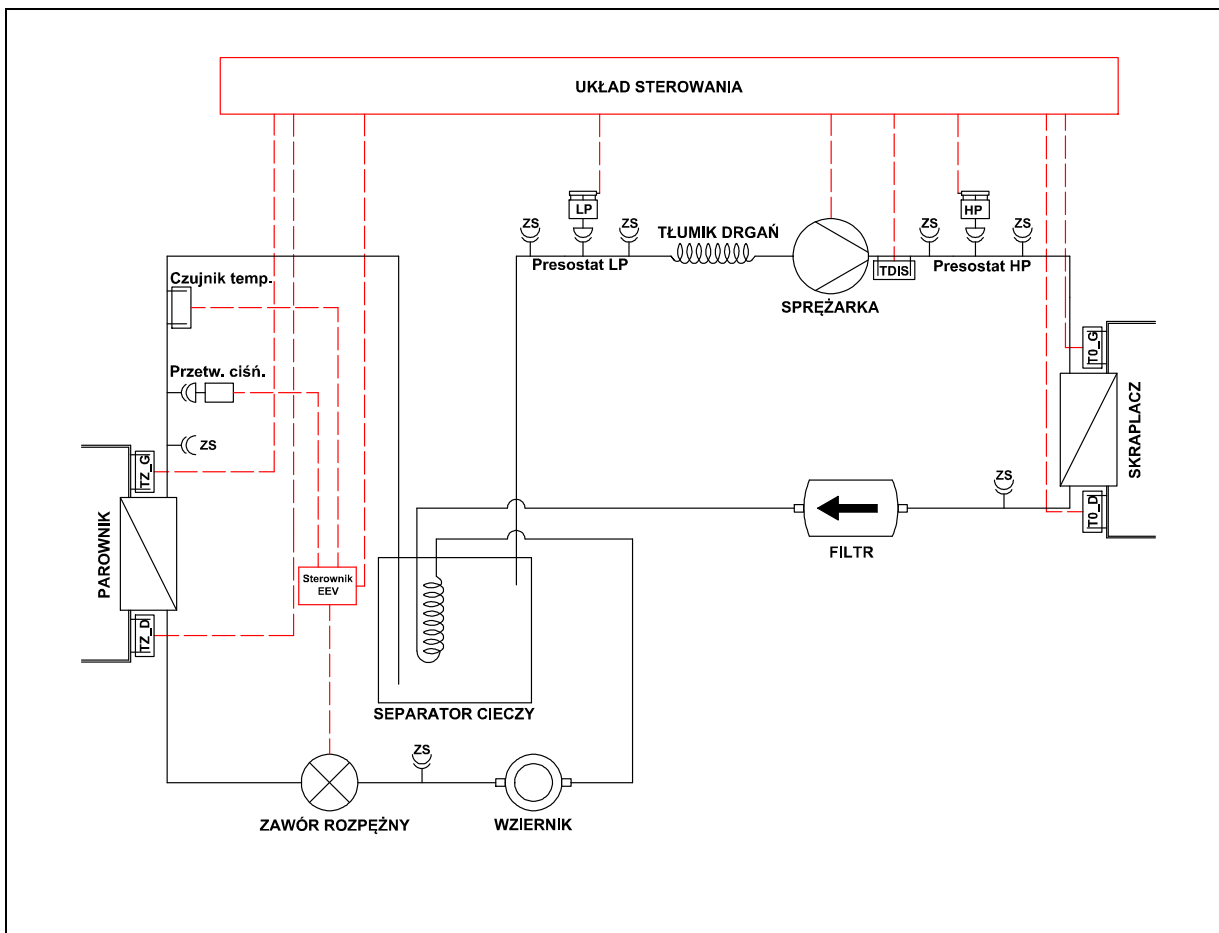 UKŁAD STEROWANIA
LP
HP
ZS
ZS
TŁUMIK DRGAŃ
ZS
ZS
Presostat LP
TDIS
Presostat HP
Czujnik temp.
SPRĘŻARKA
T0_G
Przetw. ciśn.
SKRAPLACZ
ZS
TZ_G
ZS
T0_D
PAROWNIK
FILTR
Sterownik
EEV
TZ_D
SEPARATOR CIECZY
ZS
ZAWÓR ROZPĘŻNY
WZIERNIK